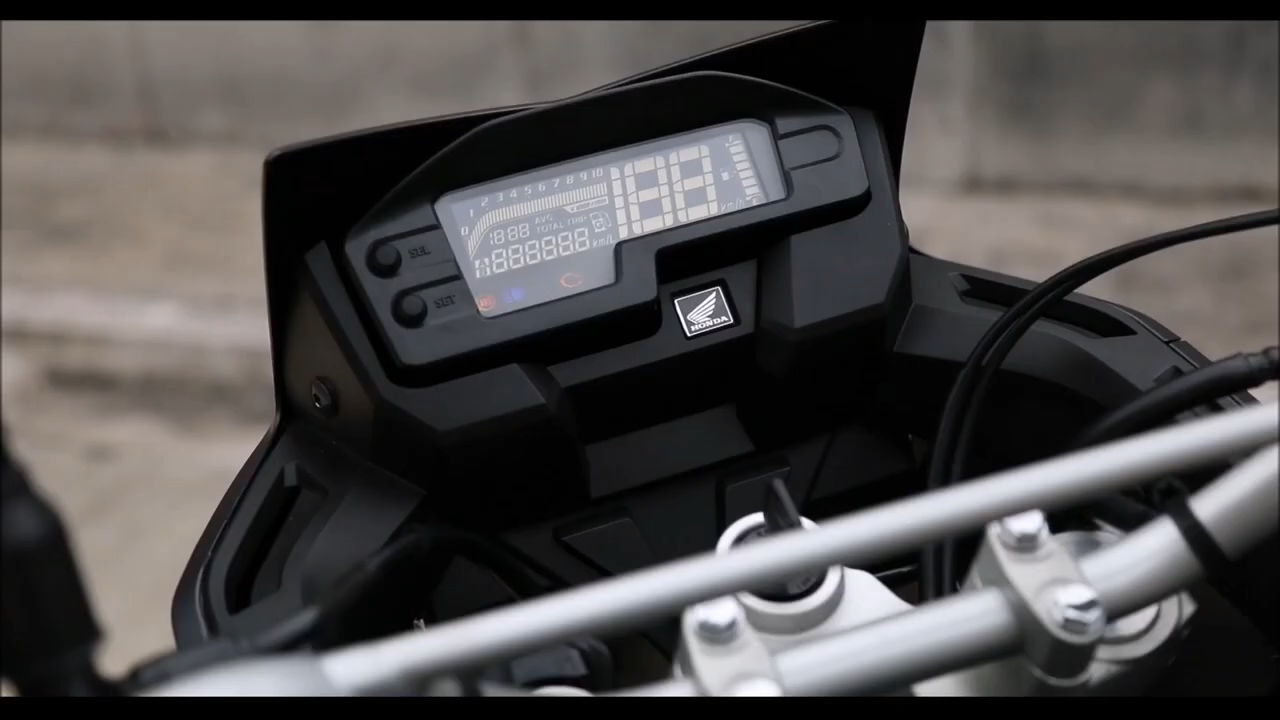 1 2 3 4 5 6 7 8 9 10
0
188
km/h
F
E
AVG
1888
TOTAL TRIP
888888
km/L
SEL
SET
HONDA